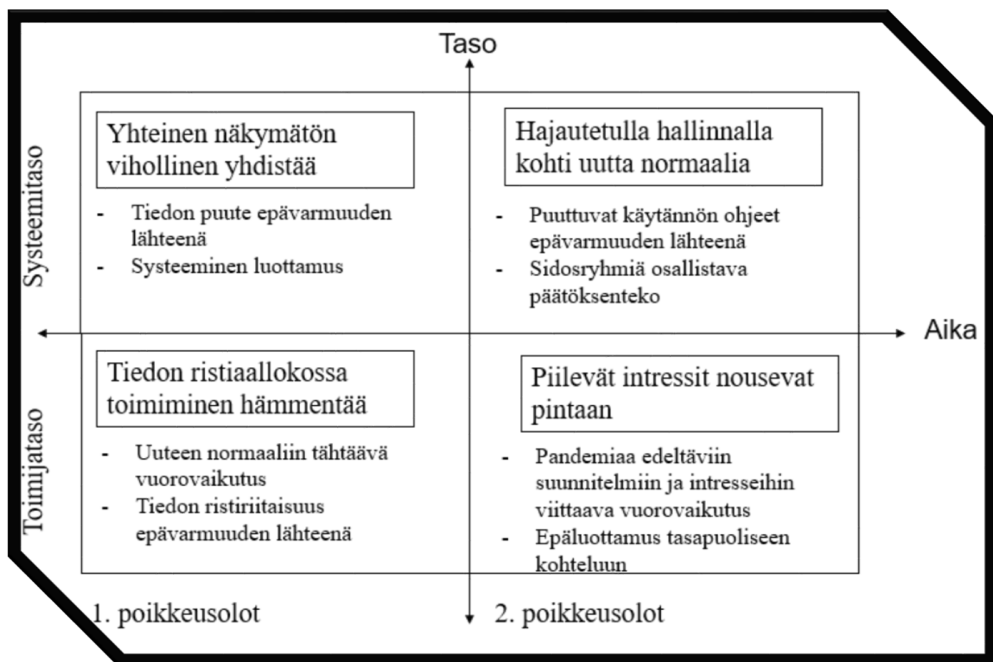 Taso
Systeemitaso
Yhteinen näkymätön
vihollinen yhdistää
- Tiedon puute epävarmuuden
lähteenä
- Systeeminen luottamus
Hajautetulla hallinnalla
kohti uutta normaalia
- Puuttuvat käytännön ohjeet
epävarmuuden lähteenä
- Sidosryhmiä osallistava
päätöksenteko
Aika
Toimijataso
Tiedon ristiaallokossa
toimiminen hämmentää
- Uuteen normaaliin tähtäävä
vuorovaikutus
- Tiedon ristiriitaisuus
epävarmuuden lähteenä
Piilevät intressit nousevat
pintaan
- Pandemiaa edeltäviin
suunnitelmiin ja intresseihin
viittaava vuorovaikutus
- Epäluottamus tasapuoliseen
kohteluun
1. poikkeusolot
2. poikkeusolot